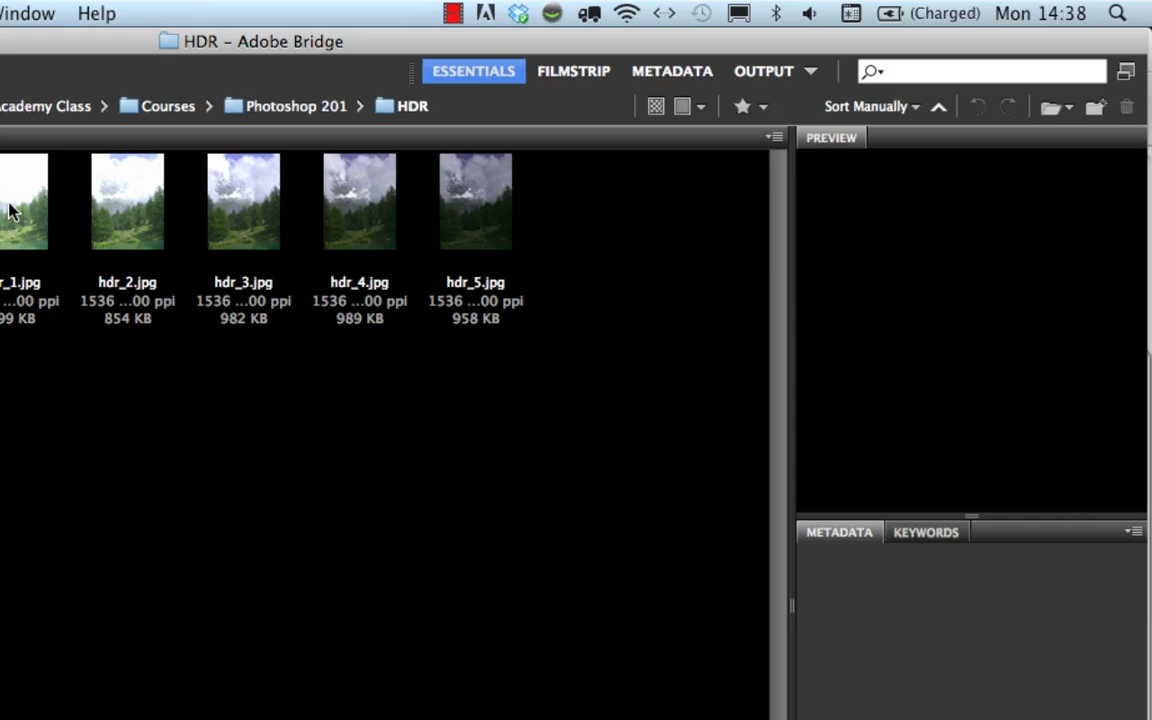 Window Help (Charged) Mon 14:38
HDR – Adobe Bridge
ESSENTIALS FILMSTRIP METADATA OUTPUT
cademy Class Courses Photoshop 201 HDR Sort Manually
PREVIEW
r_1.jpg hdr_2.jpg hdr_3.jpg hdr_4.jpg hdr_5.jpg
...00 ppi 1536 ...00 ppi 1536 ...00 ppi 1536 ...00 ppi 1536 ...00 ppi
99 KB 854 KB 982 KB 989 KB 958 KB
METADATA KEYWORDS